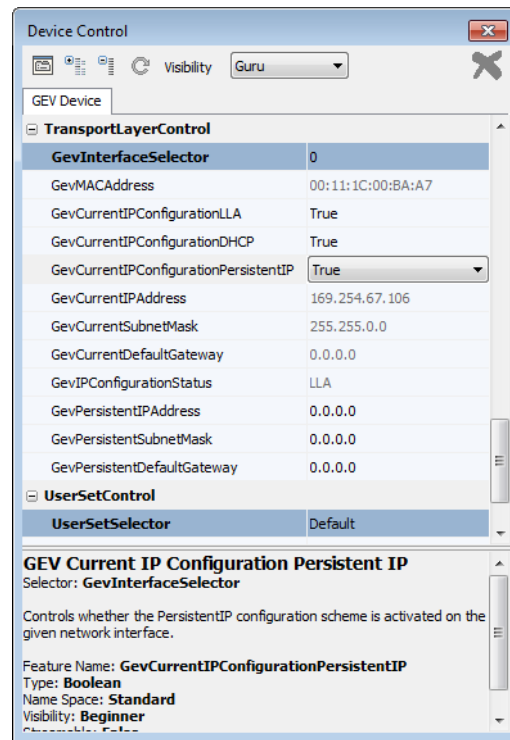 Device Control
Visibility Guru
GEV Device
TransportLayerControl
GevInterfaceSelector 0
GevMACAddress 00:11:1C:00:BA:A7
GevCurrentIPConfigurationLLA True
GevCurrentIPConfigurationDHCP True
GevCurrentIPConfigurationPersistentIP True
GevCurrentIPAddress 169.254.67.106
GevCurrentSubnetMask 255.255.0.0
GevCurrentDefaultGateway 0.0.0.0
GevIPConfigurationStatus LLA
GevPersistentIPAddress 0.0.0.0
GevPersistentSubnetMask 0.0.0.0
GevPersistentDefaultGateway 0.0.0.0
UserSetControl
UserSetSelector Default
GEV Current IP Configuration Persistent IP
Selector: GevInterfaceSelector
Controls whether the PersistentIP configuration scheme is activated on the
given network interface.
Feature Name: GevCurrentIPConfigurationPersistentIP
Type: Boolean
Name Space: Standard
Visibility: Beginner